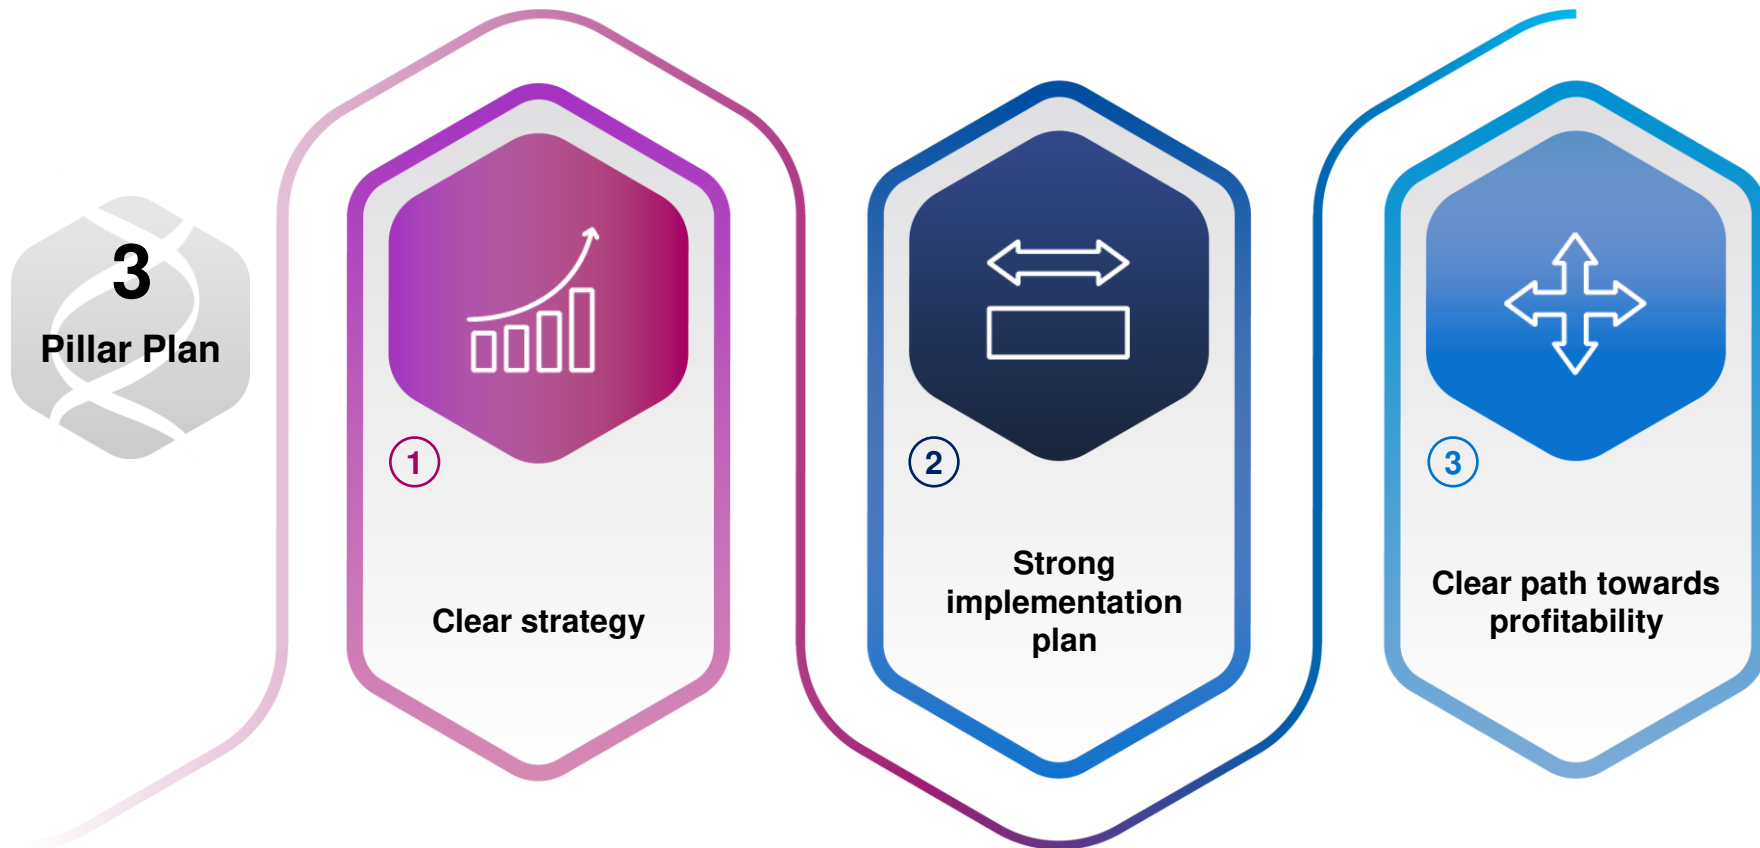 3
Pillar Plan
1
Clear strategy
2
Strong
implementation
plan
3
Clear path towards
profitability